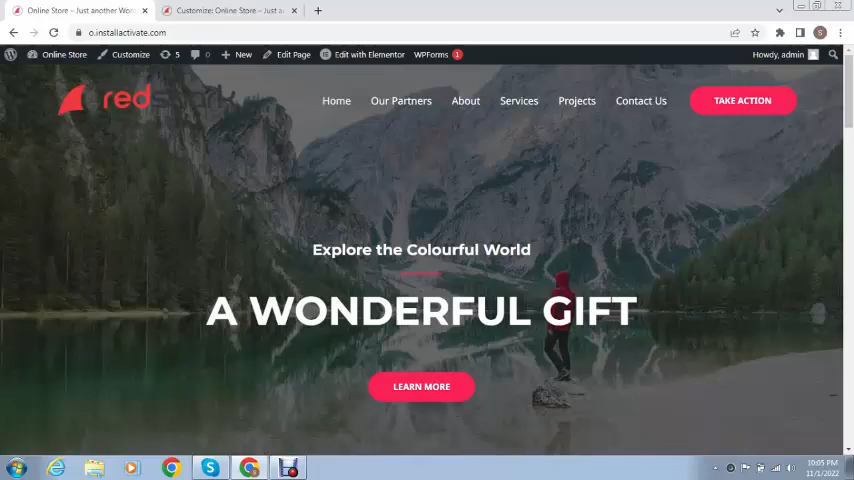 Online Store – Just another Wor
Customize: Online Store – Just a
o.installactivate.com
S
Online Store
Customize
5
0
New
Edit Page
Edit with Elementor
WPForms
1
Howdy, admin
redshark
Home
Our Partners
About
Services
Projects
Contact Us
TAKE ACTION
Explore the Colourful World
A WONDERFUL GIFT
LEARN MORE
10:05 PM
11/1/2022